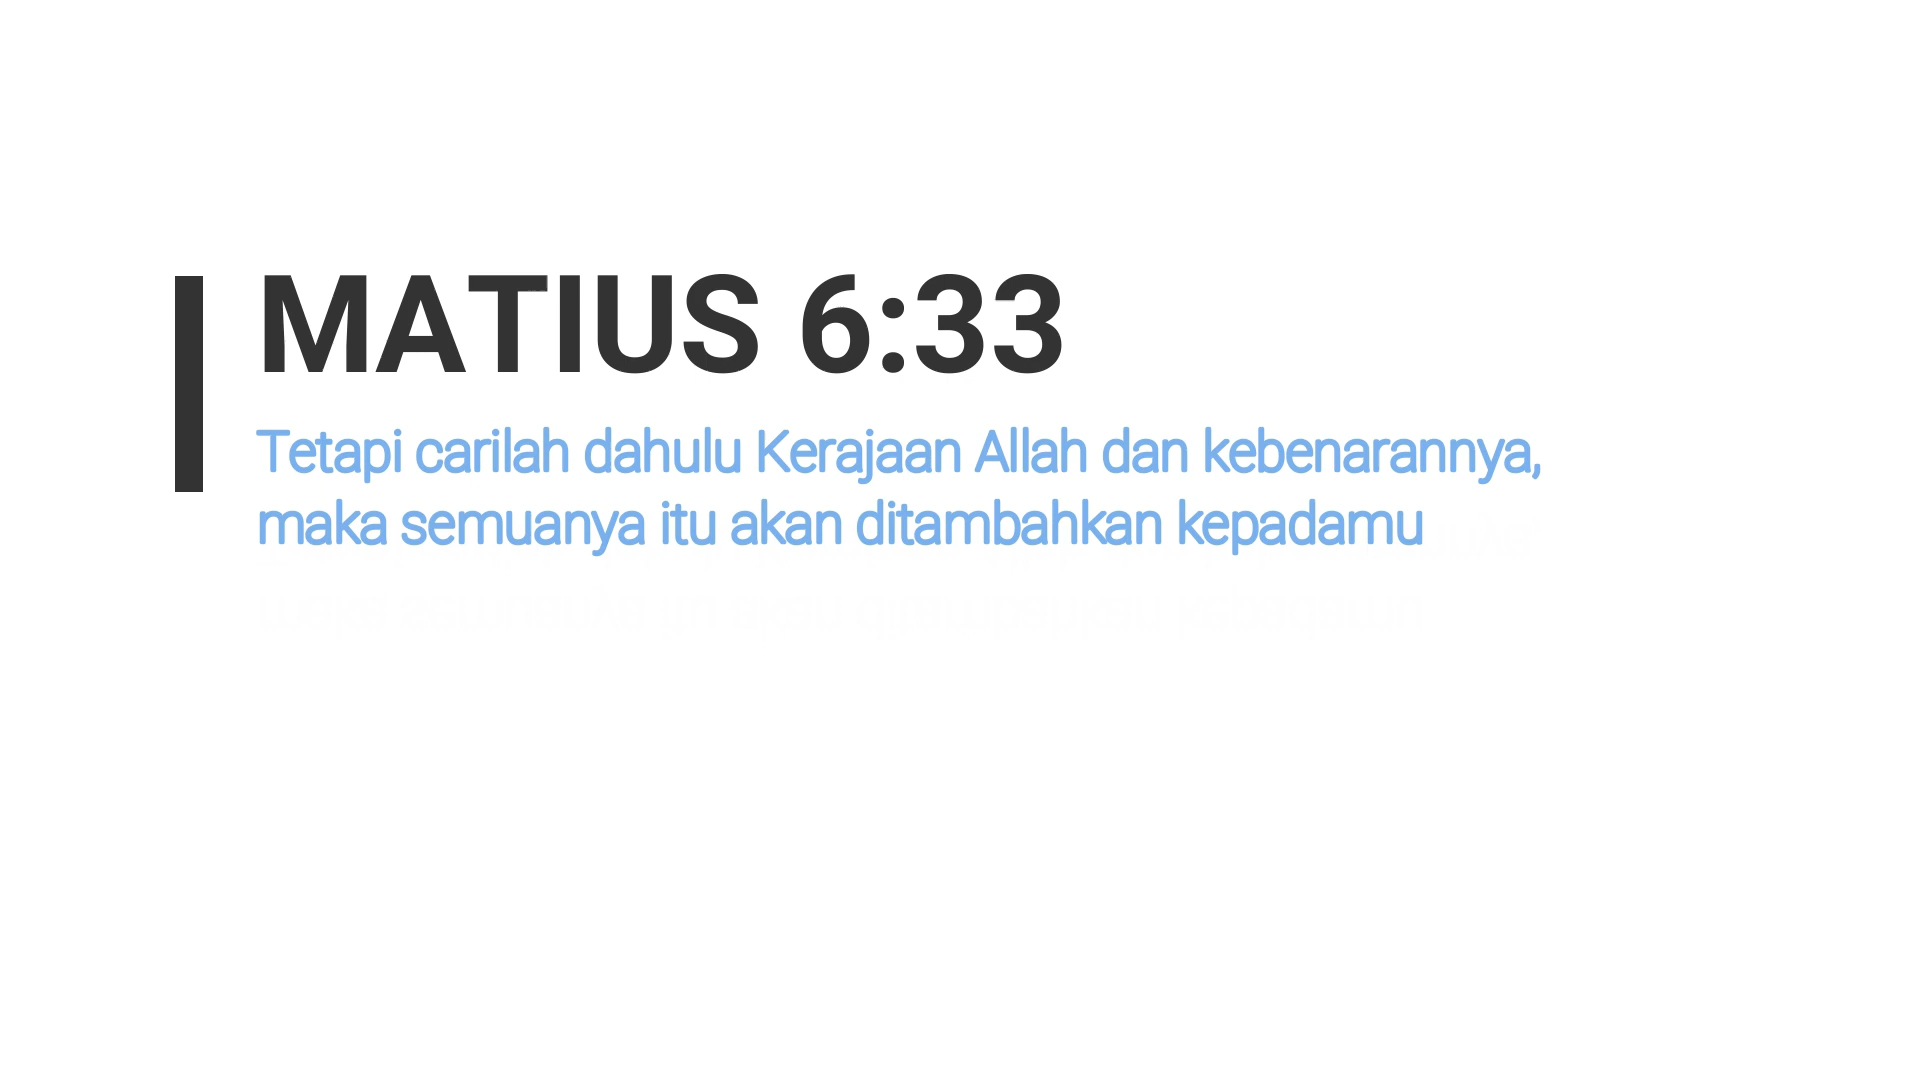 MATIUS 6:33
Tetapi carilah dahulu Kerajaan Allah dan kebenarannya,
maka semuanya itu akan ditambahkan kepadamu